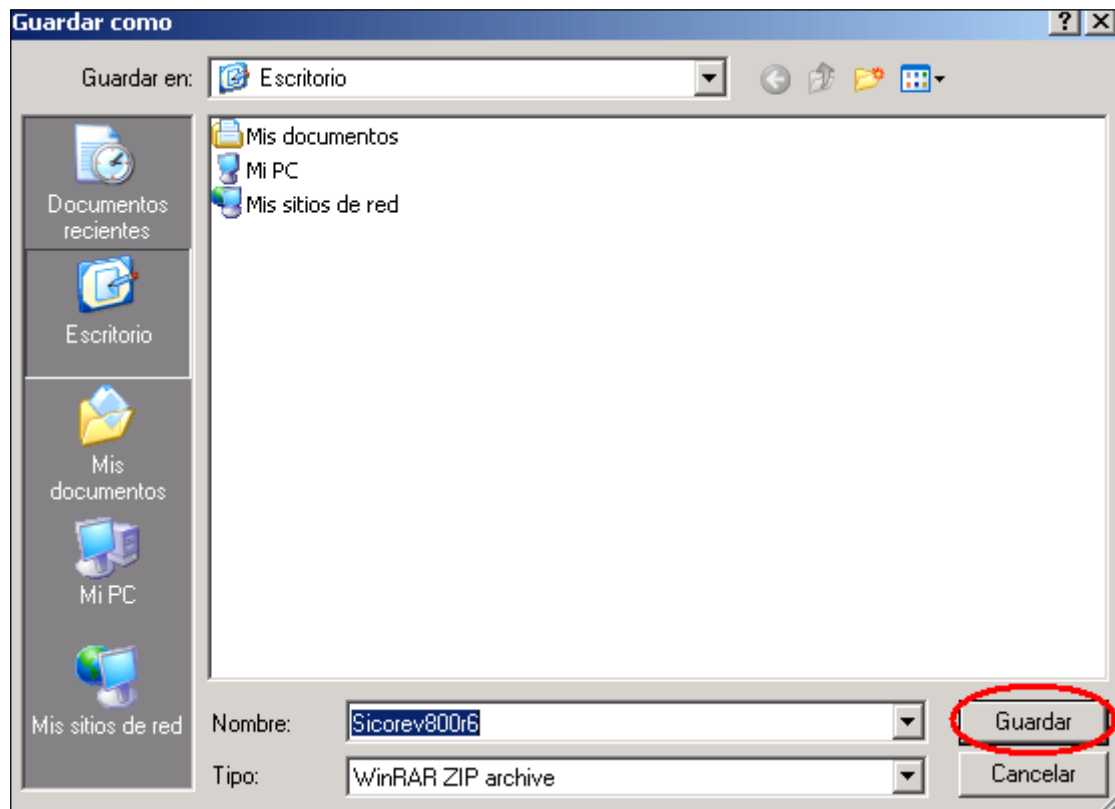 Guardar como
Guardar en:
Escritorio
Mis documentos
Mi PC
Mis sitios de red
Documentos
recientes
Escritorio
Mis
documentos
Mi PC
Mis sitios de red
Nombre:
Sicorev800r6
Guardar
Tipo:
WinRAR ZIP archive
Cancelar